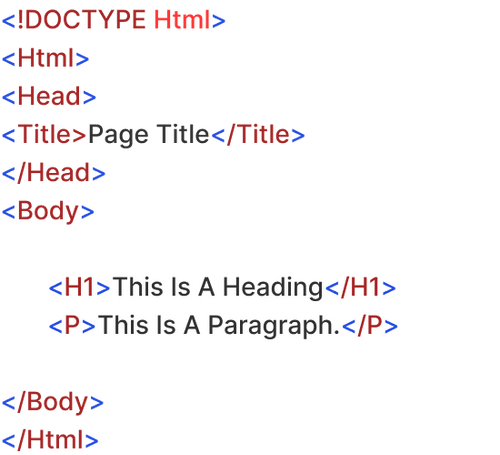 <!DOCTYPE Html>
<Html>
<Head>
<Title>Page Title</Title>
</Head>
<Body>
<H1>This Is A Heading</H1>
<P>This Is A Paragraph.</P>
</Body>
</Html>